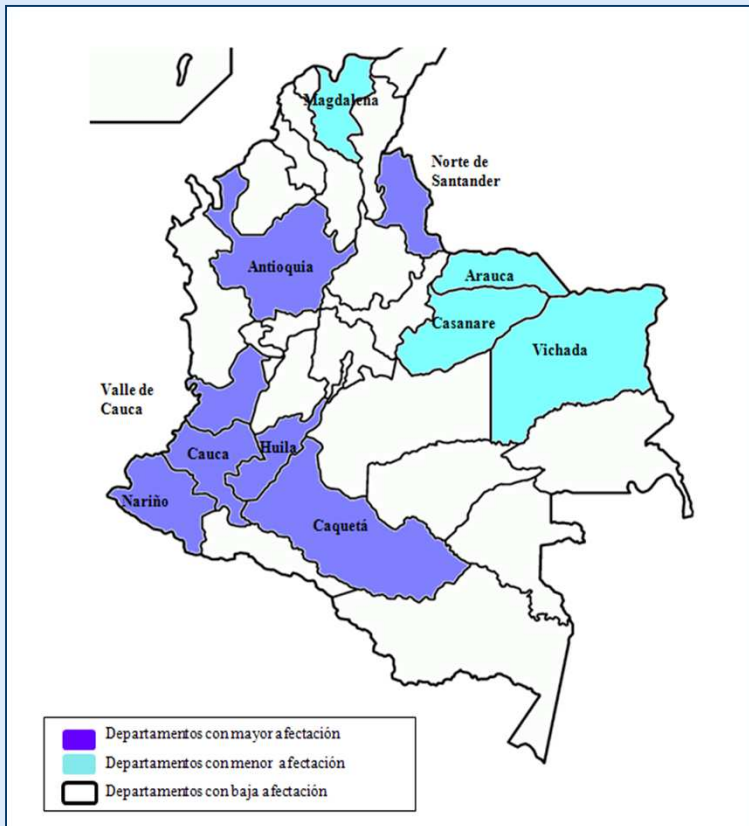 Magdalena
Norte de
Santander
Antioquia
Arauca
Casanare
Vichada
Valle de
Cauca
Cauca
Huila
Nariño
Caquetá
Departamentos con mayor afectación
Departamentos con menor afectación
Departamentos con baja afectación